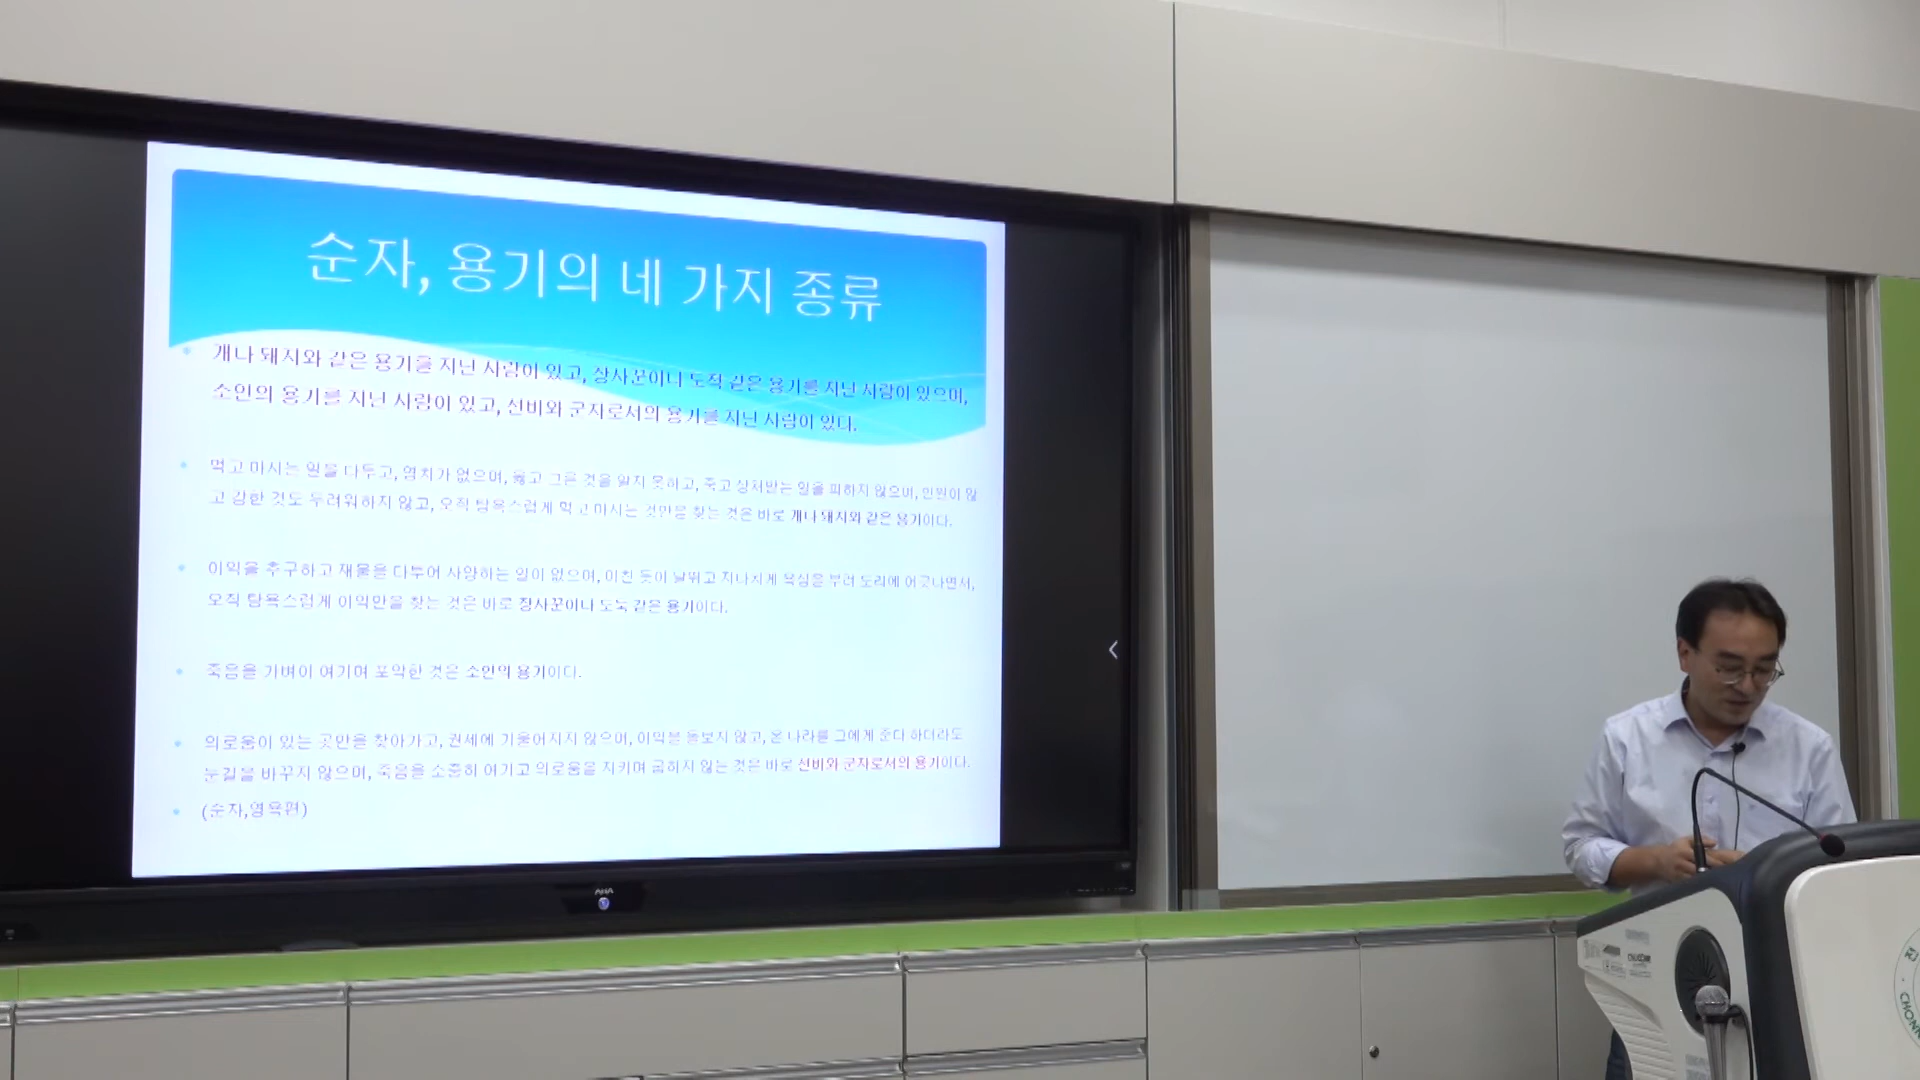 순자, 용기의 네 가지 종류
개나 돼지와 같은 용기를 지닌 사람이 있고, 장사꾼이나 도적 같은 용기를 지닌 사람이 있으며,
소인의 용기를 지닌 사람이 있고, 선비와 군자로서의 용기를 지닌 사람이 있다.
먹고 마시는 일을 다투고, 염치가 없으며, 옳고 그른 것을 알지 못하고, 죽고 상처받는 일을 피하지 않으며, 인원이 많
고 강한 것도 두려워하지 않고, 오직 탐욕스럽게 먹고 마시는 것만을 찾는 것은 바로 개나 돼지와 같은 용기이다.
이익을 추구하고 재물을 다투어 사양하는 일이 없으며, 미친 듯이 날뛰고 지나치게 욕심을 부려 도리에 어긋나면서,
오직 탐욕스럽게 이익만을 찾는 것은 바로 장사꾼이나 도둑 같은 용기이다.
죽음을 가벼이 여기며 포악한 것은 소인의 용기이다.
의로움이 있는 곳만을 찾아가고, 권세에 기울어지지 않으며, 이익을 돌보지 않고, 온 나라를 그에게 준다 하더라도
눈길을 바꾸지 않으며, 죽음을 소중히 여기고 의로움을 지키며 굽히지 않는 것은 바로 선비와 군자로서의 용기이다.
(순자,영욕편)
AHA